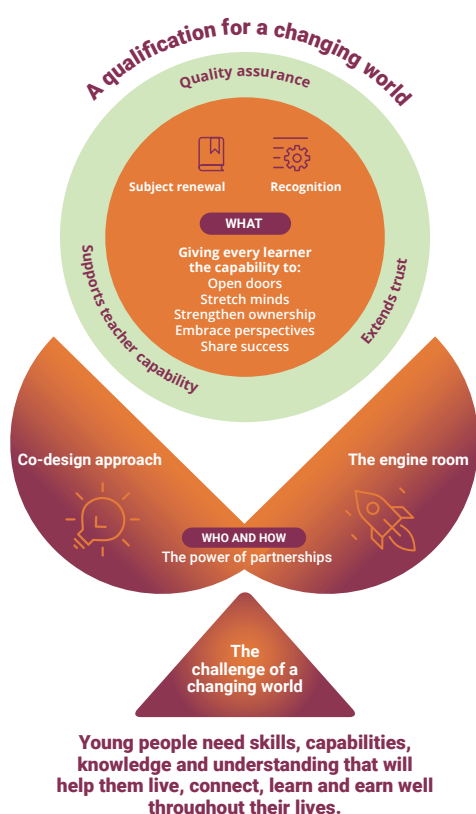 A qualification for a changing world
Quality assurance
Subject renewal
Recognition
WHAT
Giving every learner
the capability to:
Open doors
Stretch minds
Strengthen ownership
Embrace perspectives
Share success
Supports teacher capability
Extends trust
Co-design approach
The engine room
WHO AND HOW
The power of partnerships
The
challenge of a
changing world
Young people need skills, capabilities,
knowledge and understanding that will
help them live, connect, learn and earn well
throughout their lives.